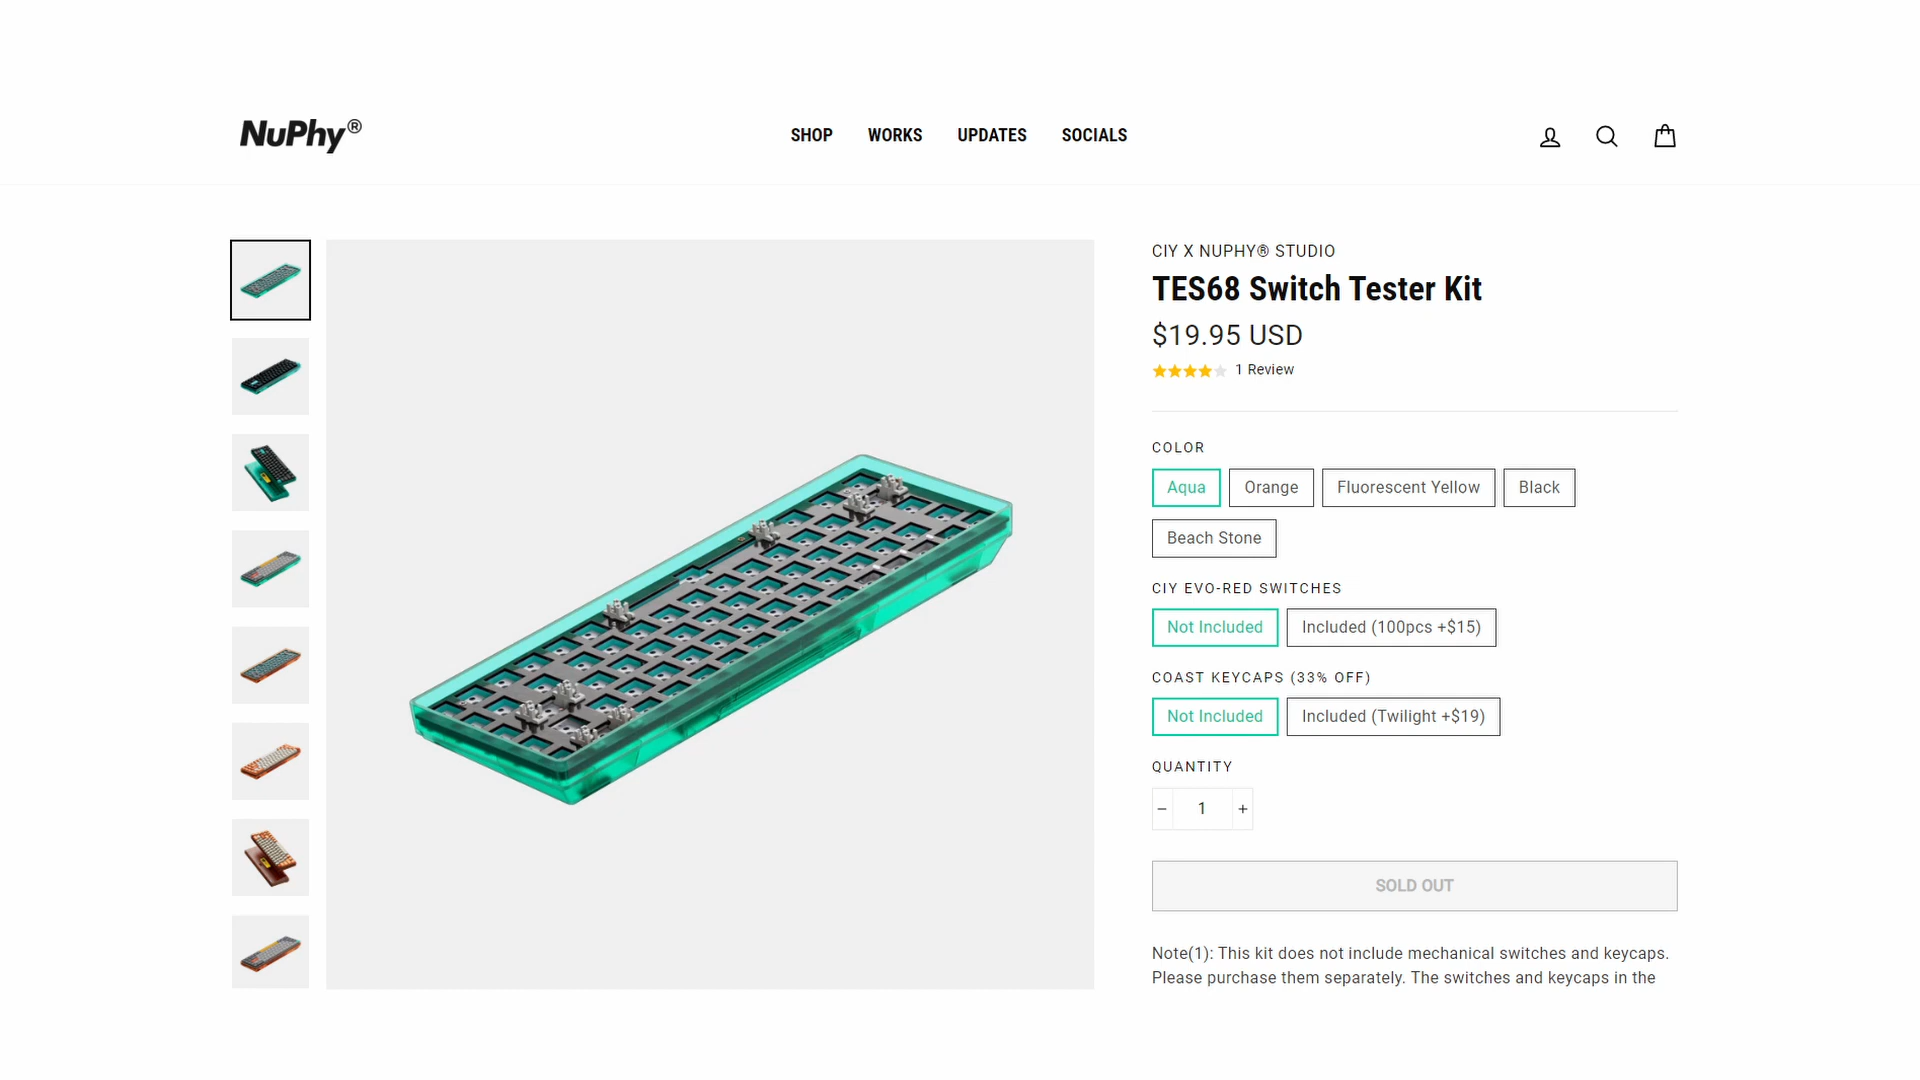 NuPhy®
SHOP WORKS UPDATES SOCIALS
CIY X NUPHY® STUDIO
TES68 Switch Tester Kit
$19.95 USD
1 Review
COLOR
Aqua Orange Fluorescent Yellow Black
Beach Stone
CIY EVO-RED SWITCHES
Not Included Included (100pcs +$15)
COAST KEYCAPS (33% OFF)
Not Included Included (Twilight +$19)
QUANTITY
− 1 +
SOLD OUT
Note(1): This kit does not include mechanical switches and keycaps.
Please purchase them separately. The switches and keycaps in the